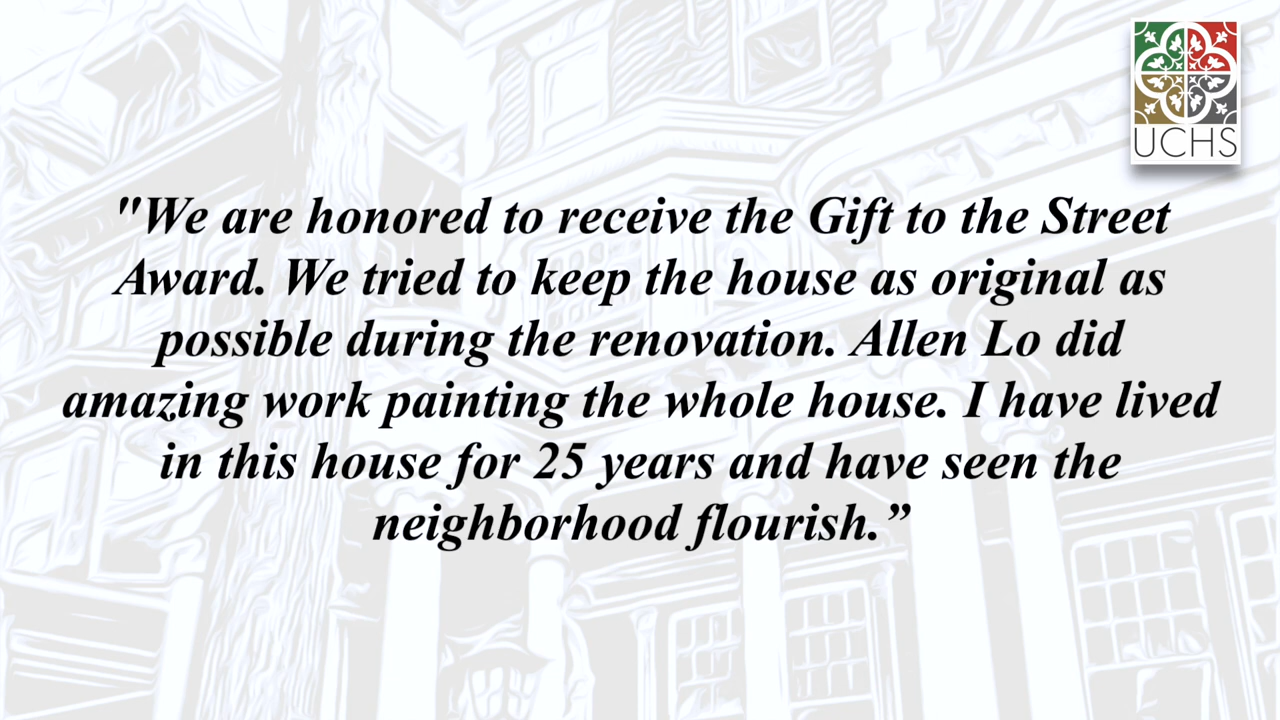 UCHS
"We are honored to receive the Gift to the Street
Award. We tried to keep the house as original as
possible during the renovation. Allen Lo did
amazing work painting the whole house. I have lived
in this house for 25 years and have seen the
neighborhood flourish.”